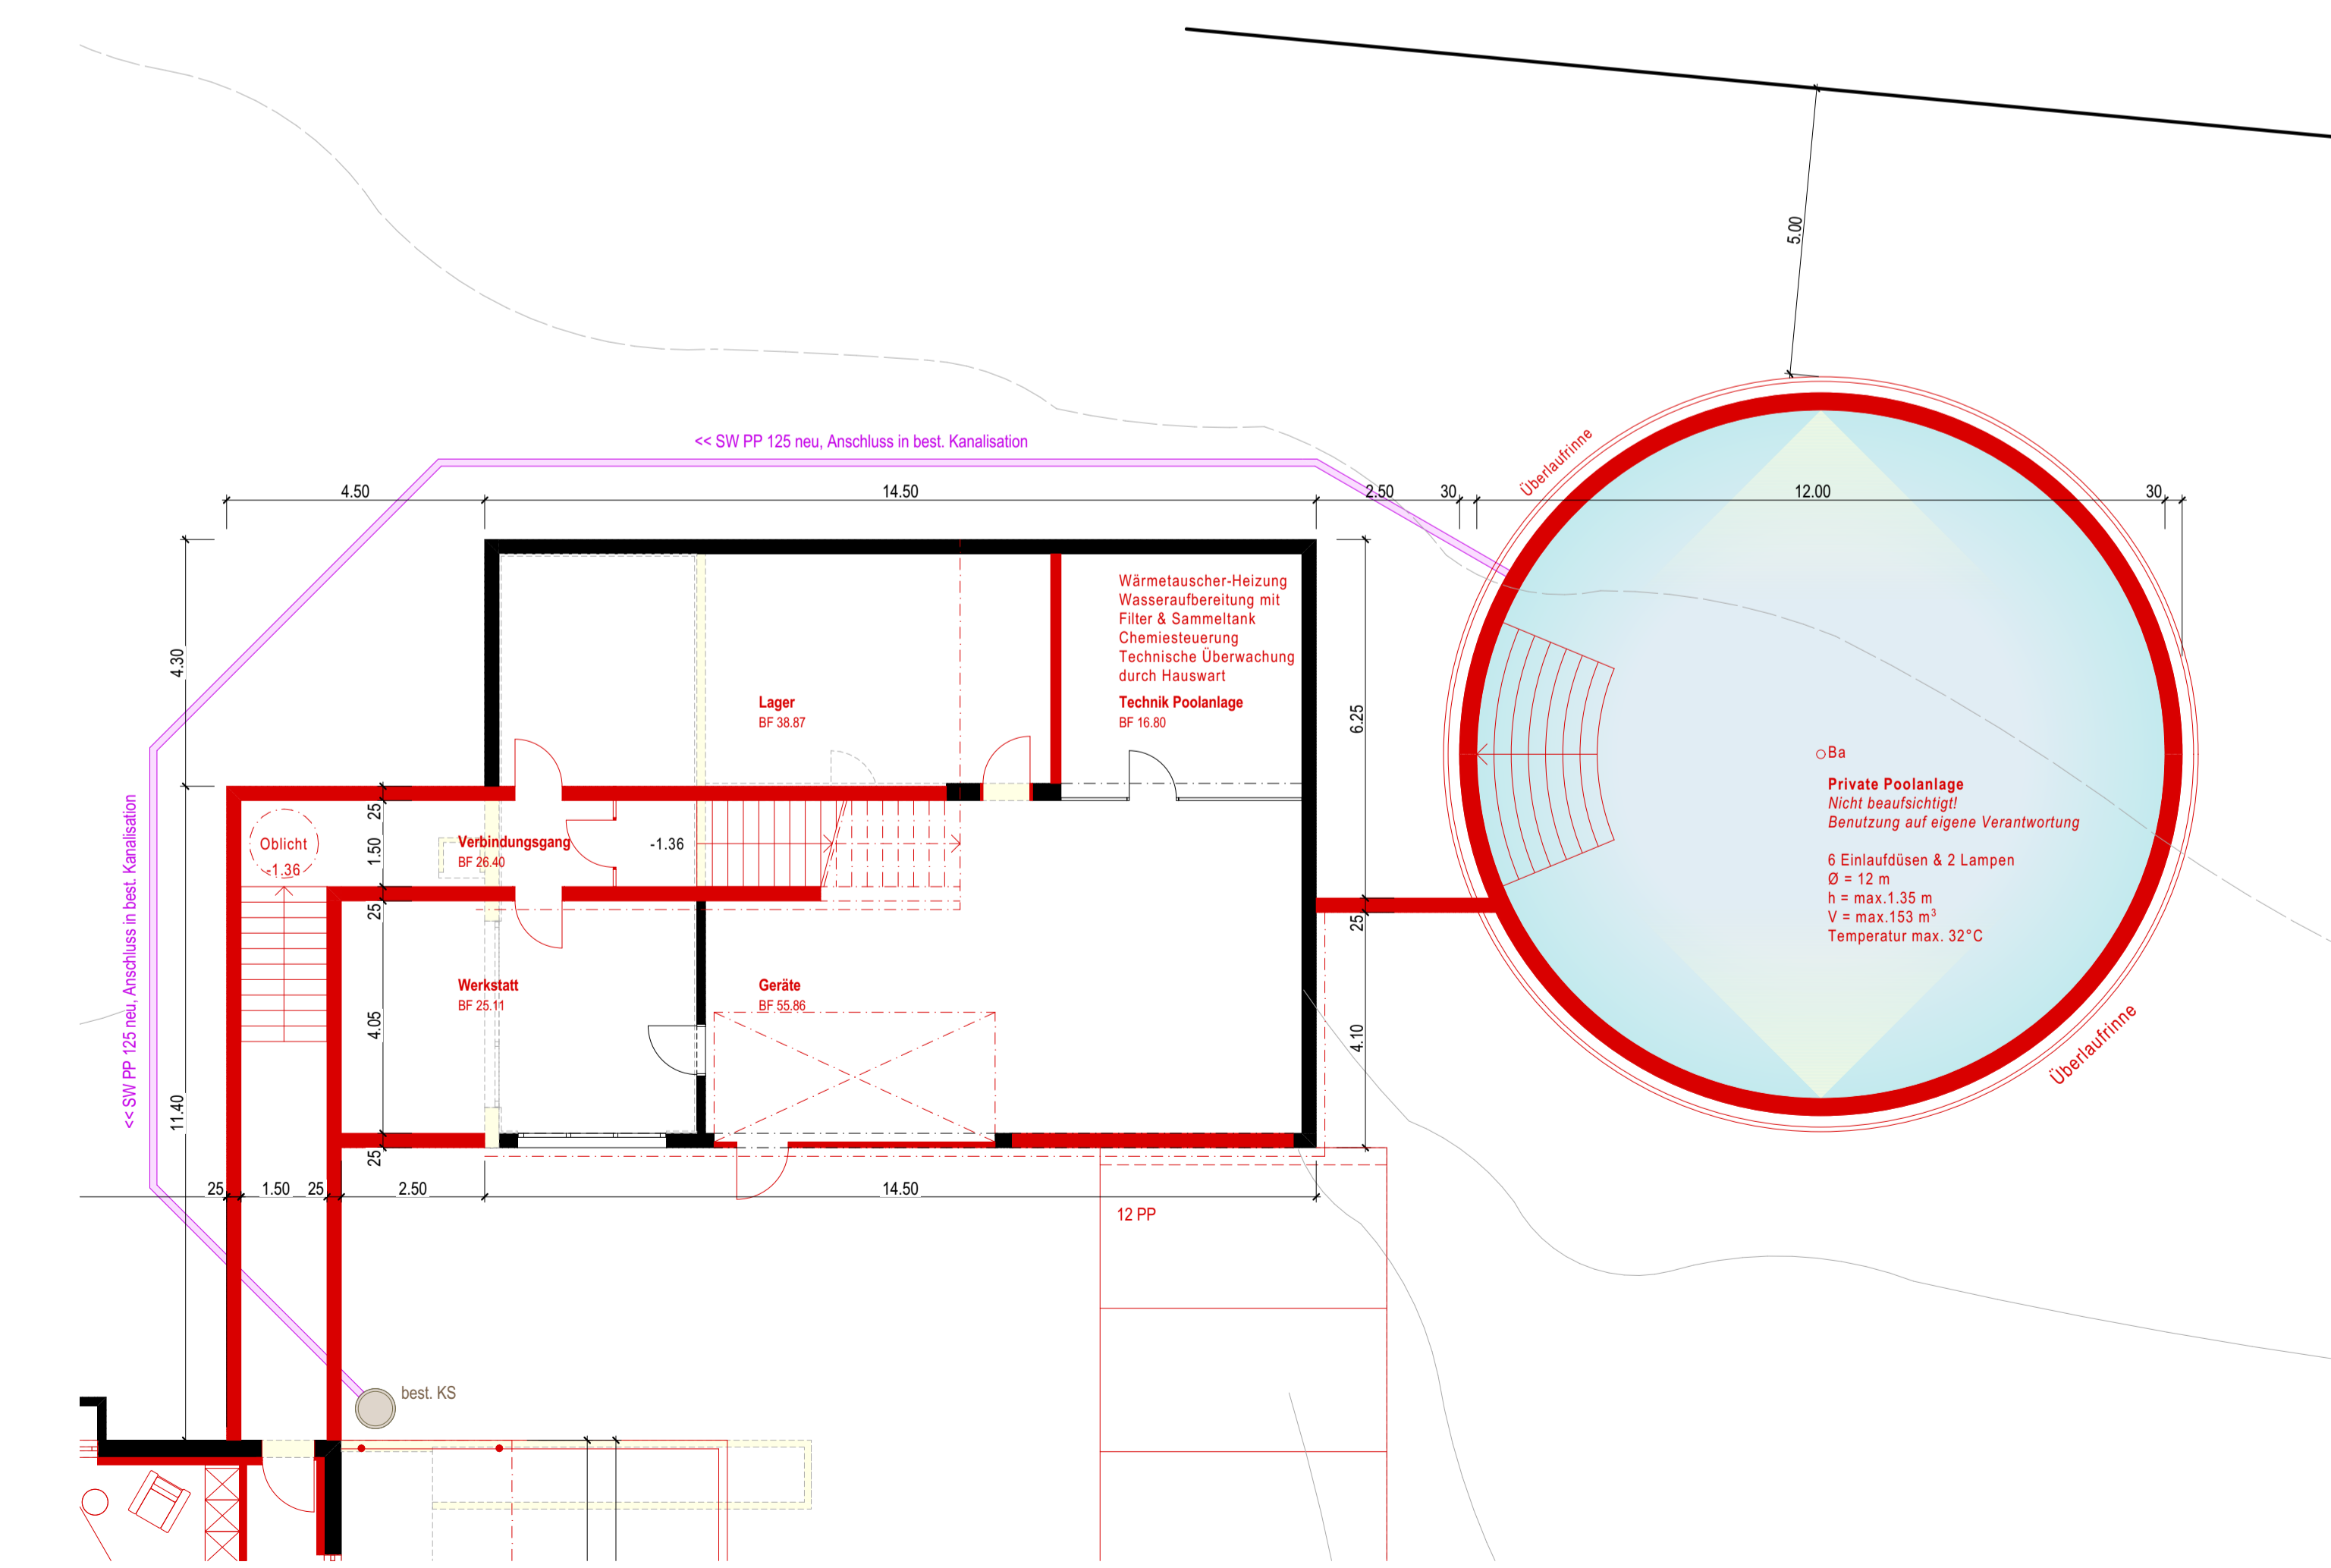 5.00
<< SW PP 125 neu, Anschluss in best. Kanalisation
Überlaufrinne
4.50
14.50
2.50
30
12.00
30
4.30
Wärmetauscher-Heizung
Wasseraufbereitung mit
Filter & Sammeltank
Chemiesteuerung
Technische Überwachung
durch Hauswart
Technik Poolanlage
BF 16.80
Lager
BF 38.87
6.25
Ba
Private Poolanlage
Nicht beaufsichtigt!
Benutzung auf eigene Verantwortung
6 Einlaufdüsen & 2 Lampen
Ø = 12 m
h = max.1.35 m
V = max.153 m³
Temperatur max. 32°C
Überlaufrinne
<< SW PP 125 neu, Anschluss in best. Kanalisation
Oblicht
-1.36
25
1.50
25
Verbindungsgang
BF 26.40
-1.36
Werkstatt
BF 25.11
Geräte
BF 55.86
4.05
25
25
4.10
11.40
25
1.50
25
2.50
14.50
12 PP
best. KS